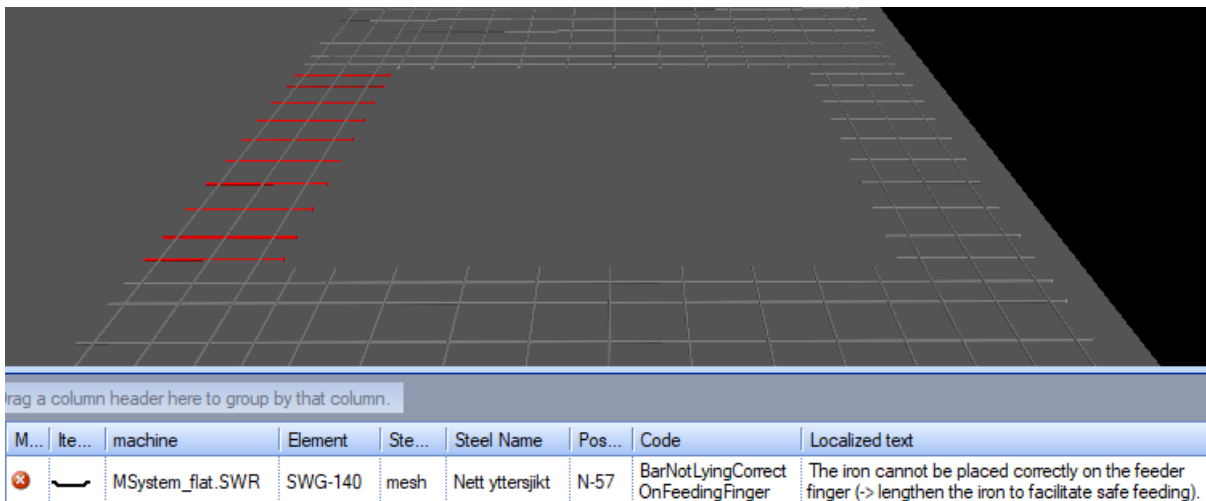 rag a column header here to group by that column.
M... Ite... machine Element Ste... Steel Name Pos... Code Localized text
MSystem_flat.SWR SWG-140 mesh Nett yttersjikt N-57 BarNotLyingCorrect The iron cannot be placed correctly on the feeder
OnFeedingFinger finger (-> lengthen the iron to facilitate safe feeding).